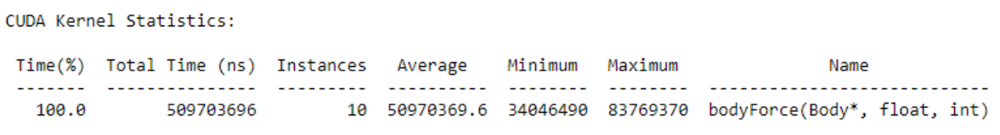 CUDA Kernel Statistics:
Time(%) Total Time (ns) Instances Average Minimum Maximum Name
------- --------------- --------- ---------- -------- -------- ---------------------------
100.0 509703696 10 50970369.6 34046490 83769370 bodyForce(Body*, float, int)